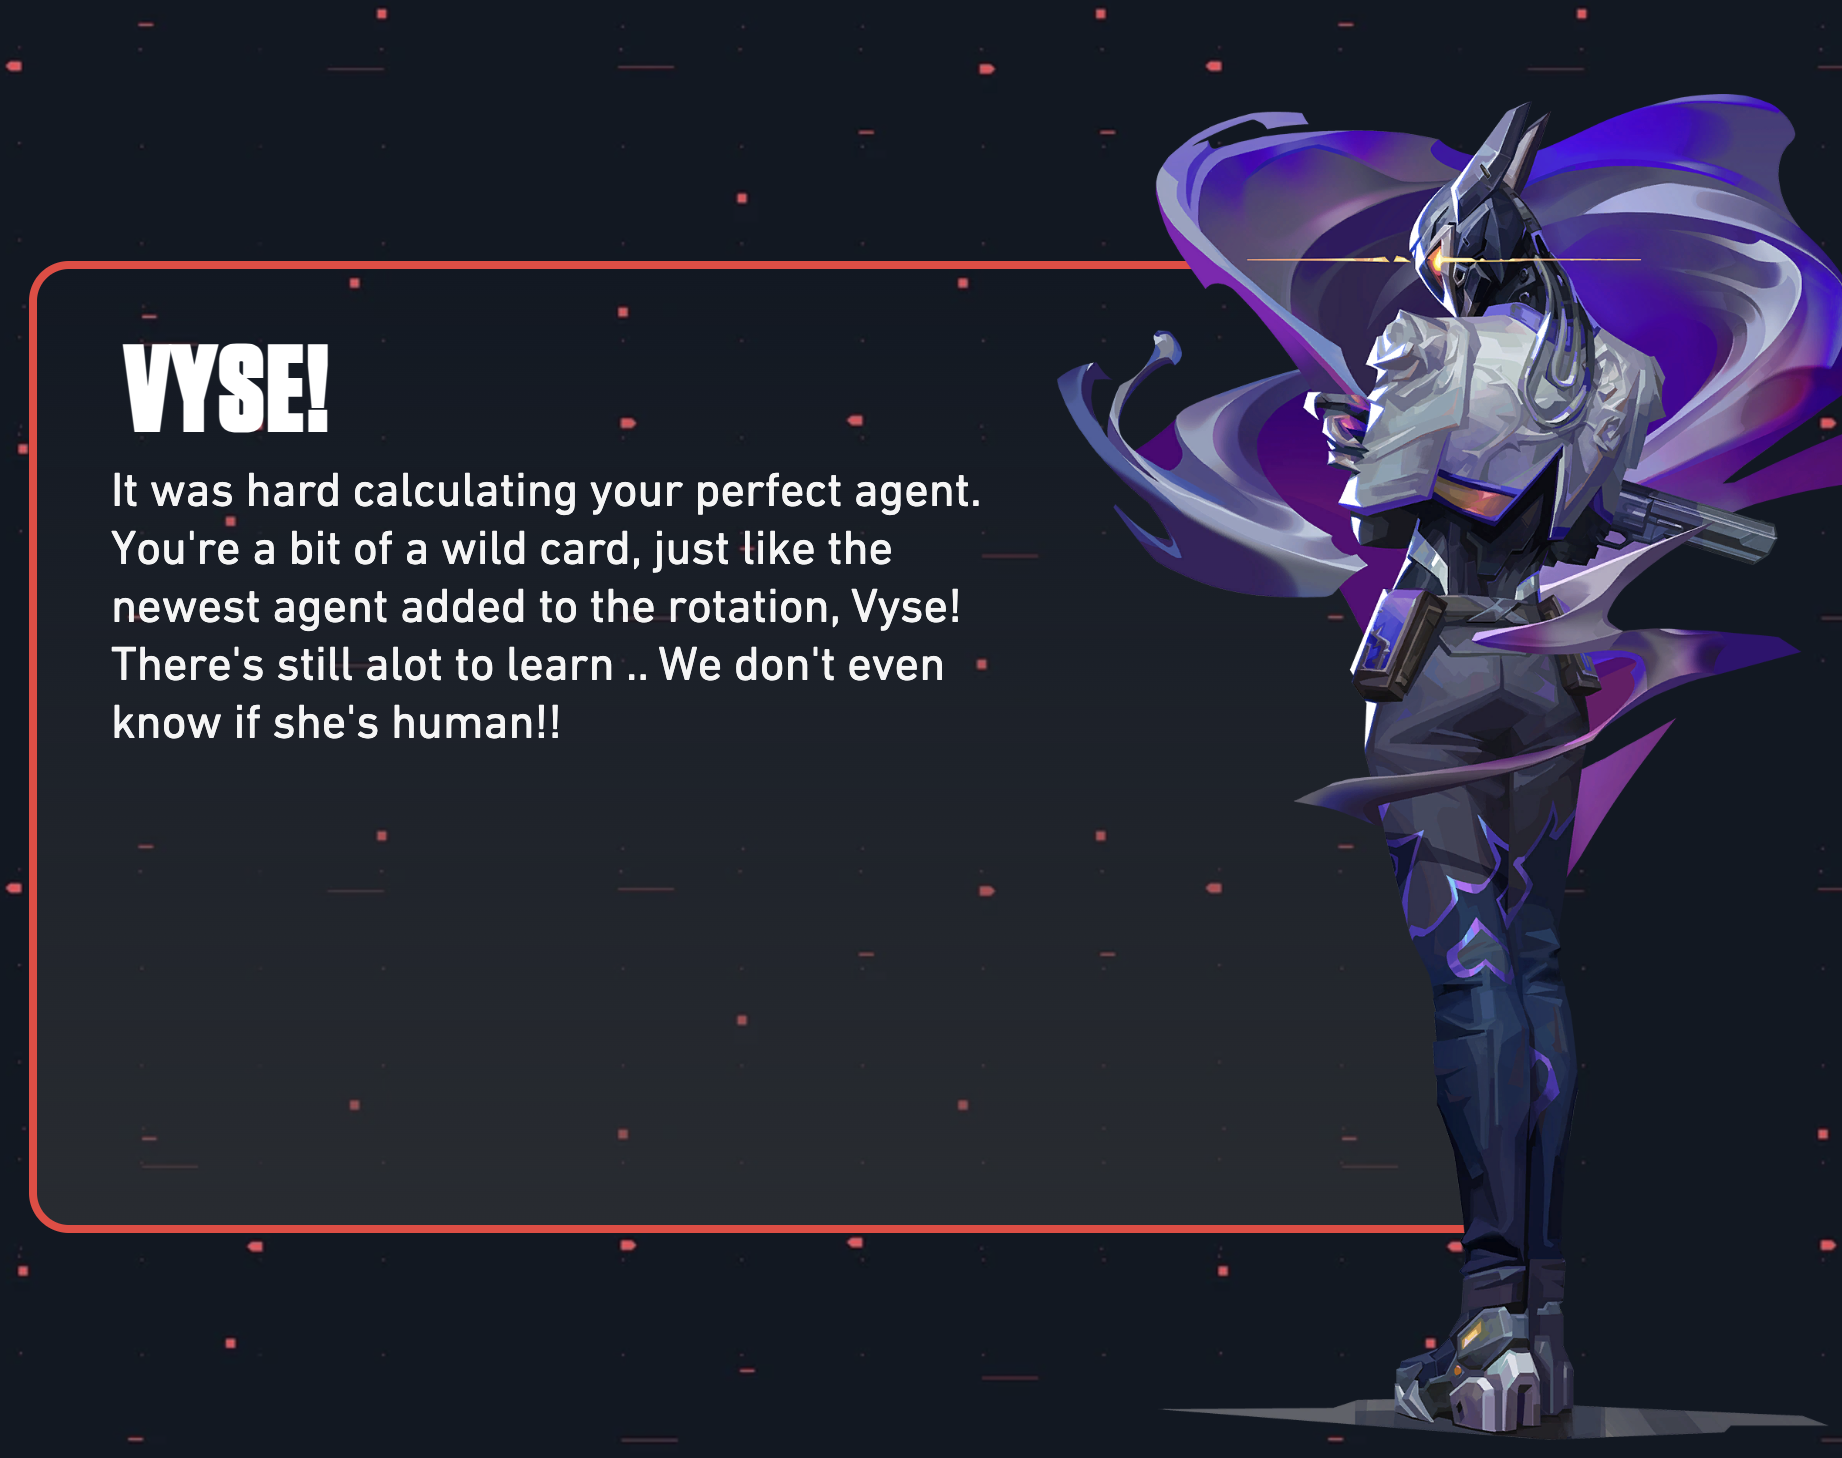 VYSE!
It was hard calculating your perfect agent.
You're a bit of a wild card, just like the
newest agent added to the rotation, Vyse!
There's still alot to learn .. We don't even
know if she's human!!